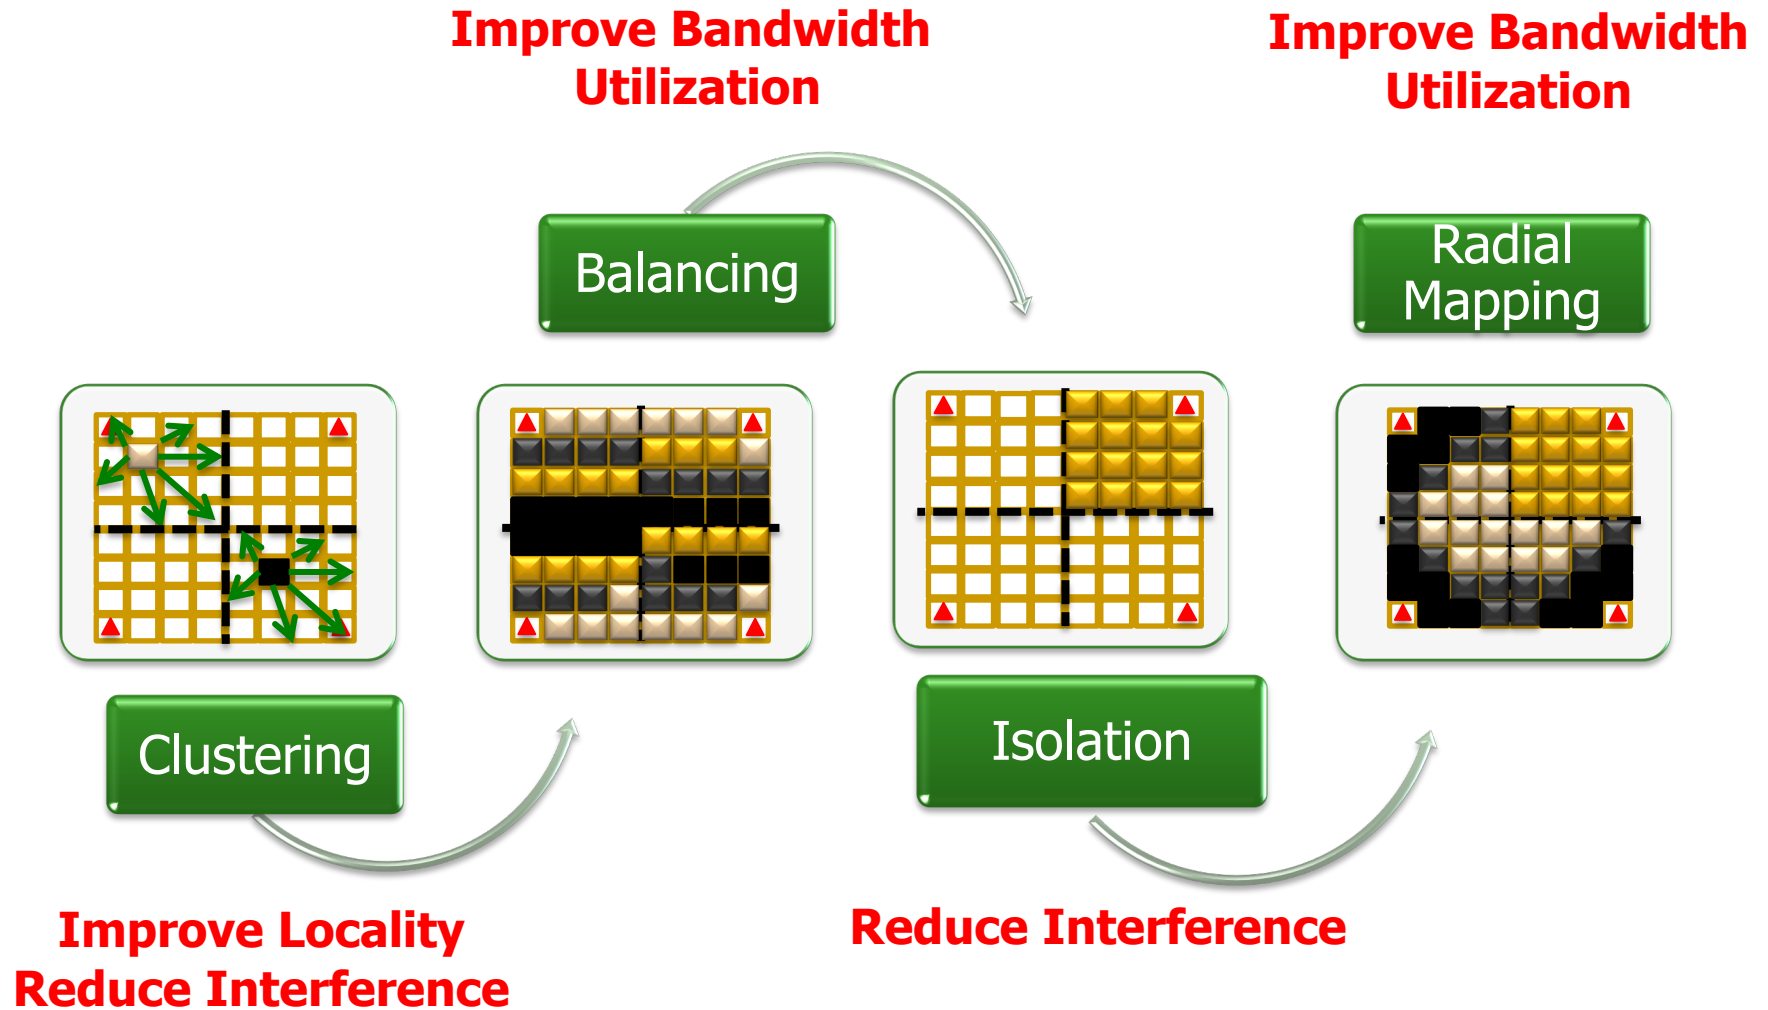 Improve Bandwidth
Utilization
Improve Bandwidth
Utilization
Balancing
Radial
Mapping
Clustering
Isolation
Improve Locality
Reduce Interference
Reduce Interference